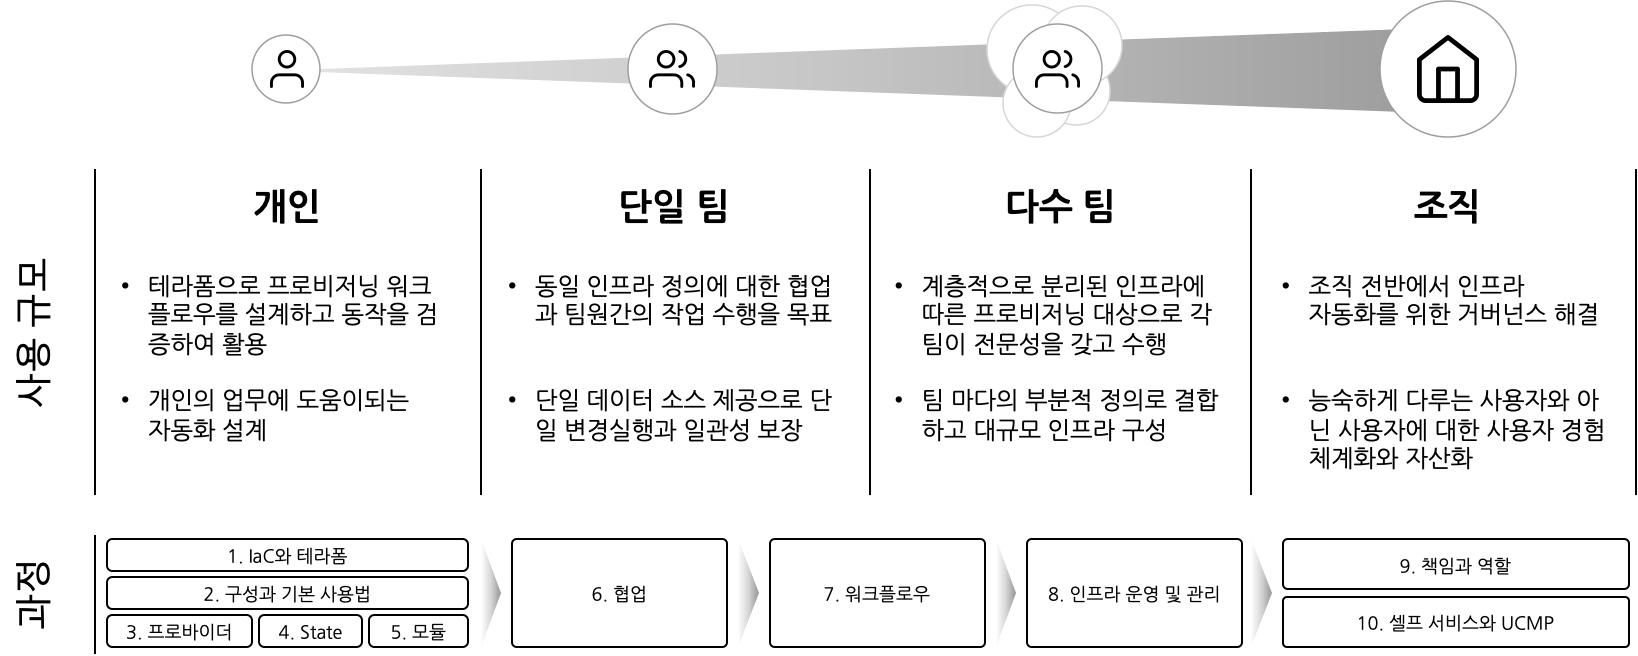 사용 규모
개인
• 테라폼으로 프로비저닝 워크
플로우를 설계하고 동작을 검
증하여 활용
• 개인의 업무에 도움이되는
자동화 설계
단일 팀
• 동일 인프라 정의에 대한 협업
과 팀원간의 작업 수행을 목표
• 단일 데이터 소스 제공으로 단
일 변경실행과 일관성 보장
다수 팀
• 계층적으로 분리된 인프라에
따른 프로비저닝 대상으로 각
팀이 전문성을 갖고 수행
• 팀 마다의 부분적 정의로 결합
하고 대규모 인프라 구성
조직
• 조직 전반에서 인프라
자동화를 위한 거버넌스 해결
• 능숙하게 다루는 사용자와 아
닌 사용자에 대한 사용자 경험
체계화와 자산화
과정
1. IaC와 테라폼
2. 구성과 기본 사용법
3. 프로바이더
4. State
5. 모듈
6. 협업
7. 워크플로우
8. 인프라 운영 및 관리
9. 책임과 역할
10. 셀프 서비스와 UCMP